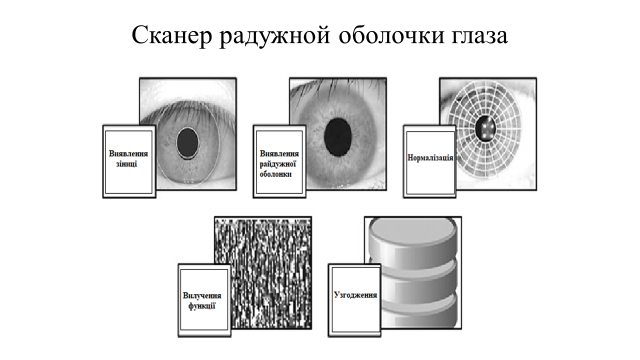 Сканер радужной оболочки глаза
Виявлення
зіниці
Виявлення
райдужної
оболонки
Нормалізація
Вилучення
функції
Узгодження